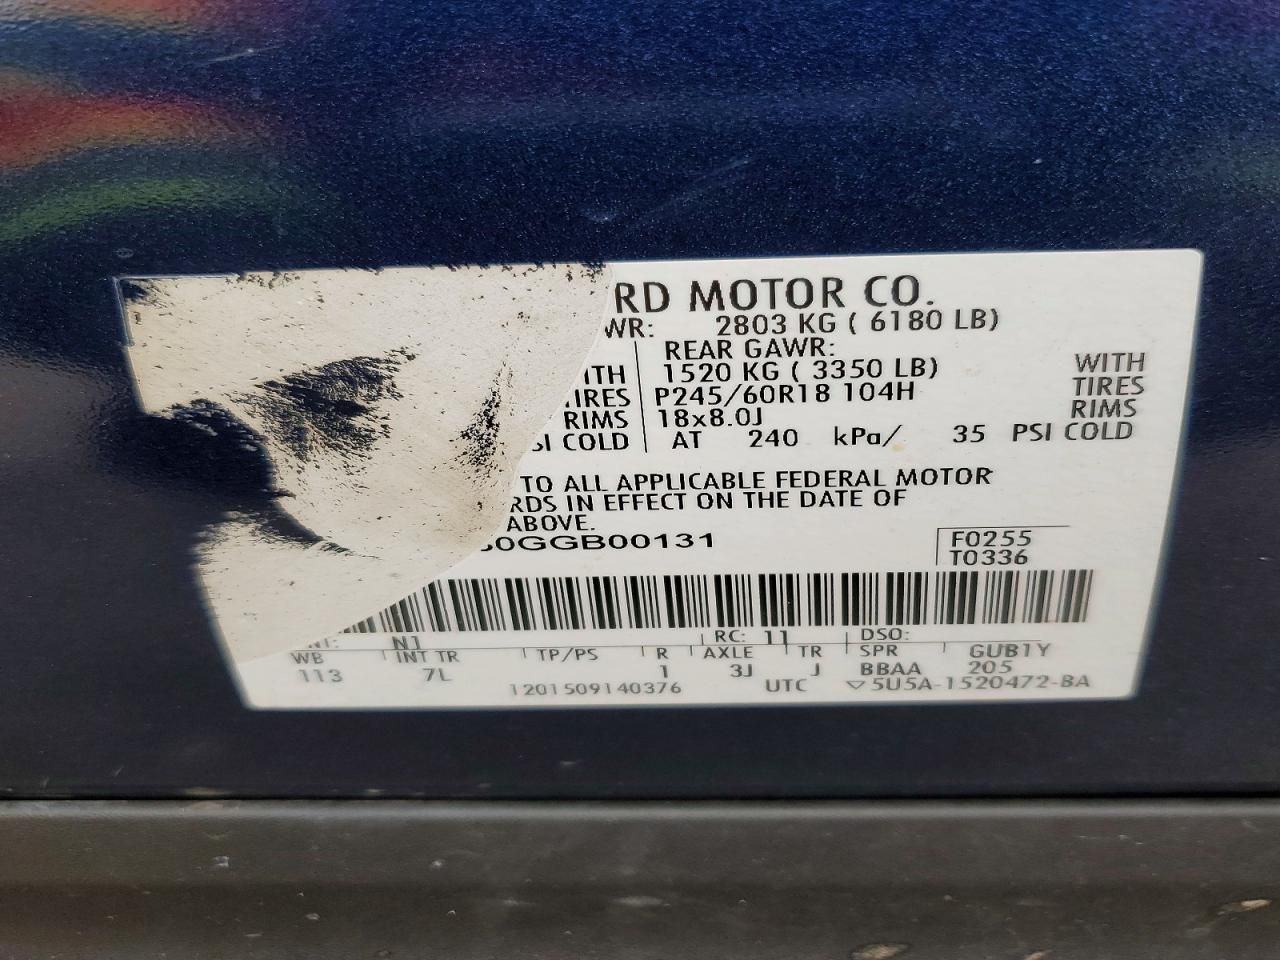 RD MOTOR CO.
WR: 2803 KG ( 6180 LB)
REAR GAWR:
ITH 1520 KG ( 3350 LB) WITH
IRES P245/60R18 104H TIRES
RIMS 18x8.0J RIMS
SI COLD AT 240 kPa/ 35 PSI COLD
TO ALL APPLICABLE FEDERAL MOTOR
RDS IN EFFECT ON THE DATE OF
ABOVE.
0GGB00131
F0255
T0336
NT: N1 RC: 11 DSO:
WB INT TR TP/PS R AXLE TR SPR GUB1Y
113 7L 1 3J J BBAA 205
1201509140376 UTC ▽5U5A-1520472-BA